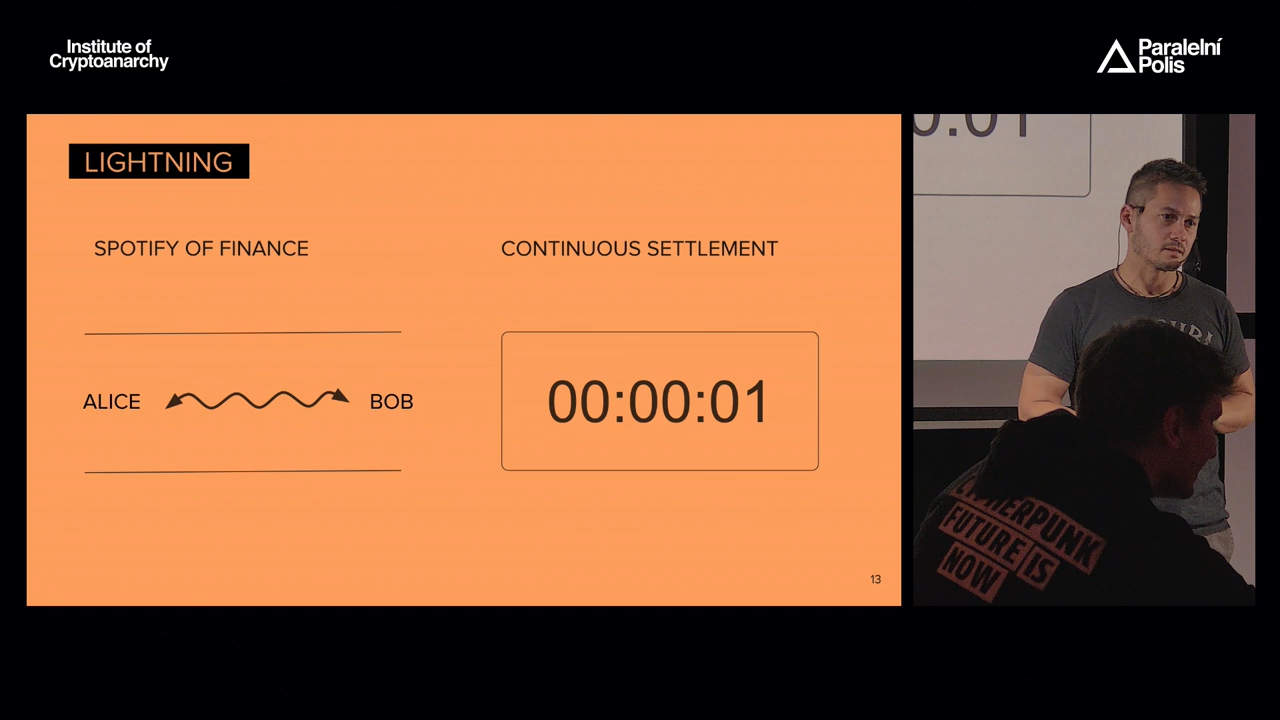 Institute of
Cryptoanarchy
Paralelní
Polis
LIGHTNING
SPOTIFY OF FINANCE
CONTINUOUS SETTLEMENT
ALICE
BOB
00:00:01
13
FUTURE IS
NOW